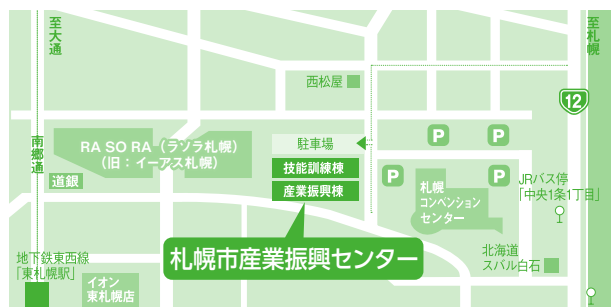 至大通
至札幌
西松屋
12
南郷通
RA SO RA（ラソラ札幌）
（旧：イーアス札幌）
駐車場
技能訓練棟
産業振興棟
P
P
P
P
道銀
札幌
コンベンション
センター
JRバス停
「中央1条1丁目」
札幌市産業振興センター
地下鉄東西線
「東札幌駅」
イオン
東札幌店
北海道
スバル白石